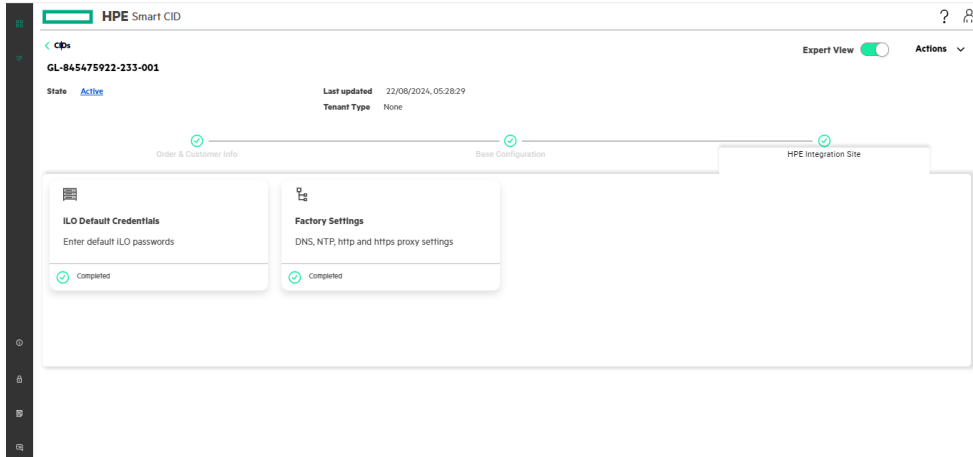 HPE Smart CID
?
CIDs
Expert View
Actions
GL-845475922-233-001
State Active
Last updated 22/08/2024, 05:28:29
Tenant Type None
Order & Customer Info
Base Configuration
HPE Integration Site
iLO Default Credentials
Enter default iLO passwords
Completed
Factory Settings
DNS, NTP, http and https proxy settings
Completed